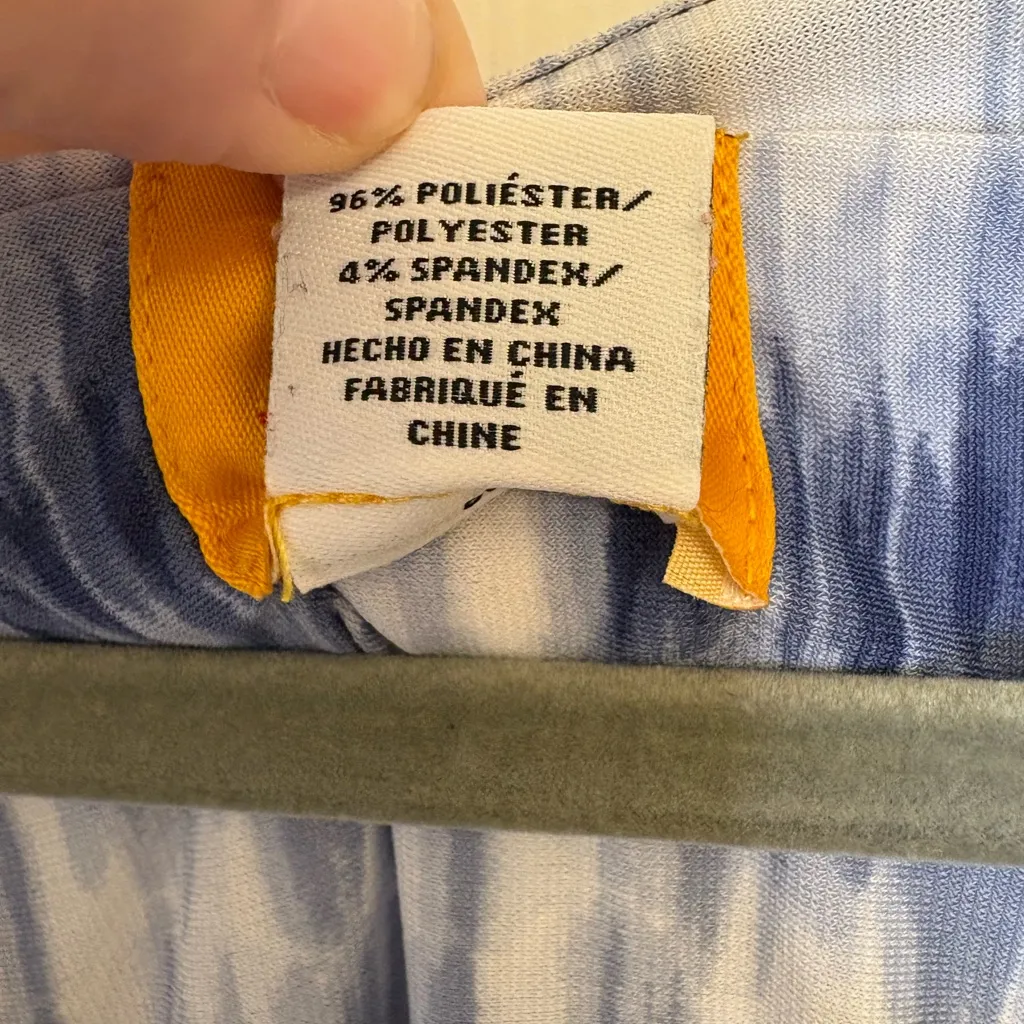 96% POLIÉSTER/
POLYESTER
4% SPANDEX/
SPANDEX
HECHO EN CHINA
FABRIQUÉ EN
CHINE